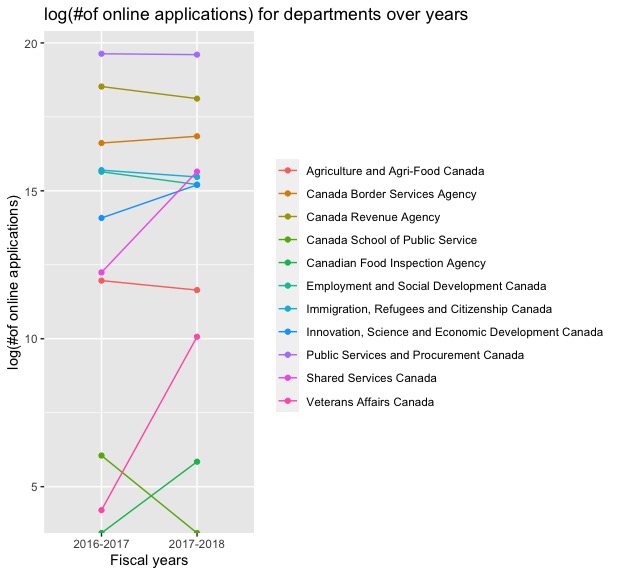 log(#of online applications) for departments over years
log(#of online applications)
20
15
10
5
2016-2017
2017-2018
Fiscal years
Agriculture and Agri-Food Canada
Canada Border Services Agency
Canada Revenue Agency
Canada School of Public Service
Canadian Food Inspection Agency
Employment and Social Development Canada
Immigration, Refugees and Citizenship Canada
Innovation, Science and Economic Development Canada
Public Services and Procurement Canada
Shared Services Canada
Veterans Affairs Canada